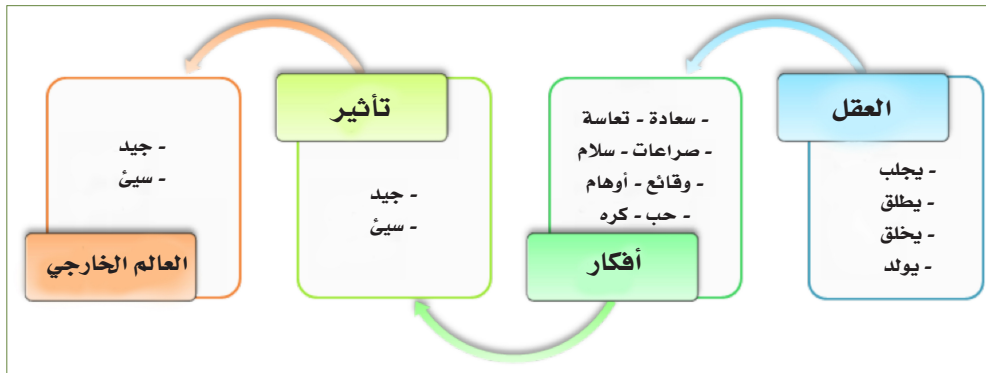 العقل
- يجلب
- يطلق
- يخلق
- يولد
- سعادة - تعاسة
- صراعات - سلام
- وقائع - أوهام
- حب - كره
أفكار
تأثير
- جيد
- سيئ
- جيد
- سيئ
العالم الخارجي